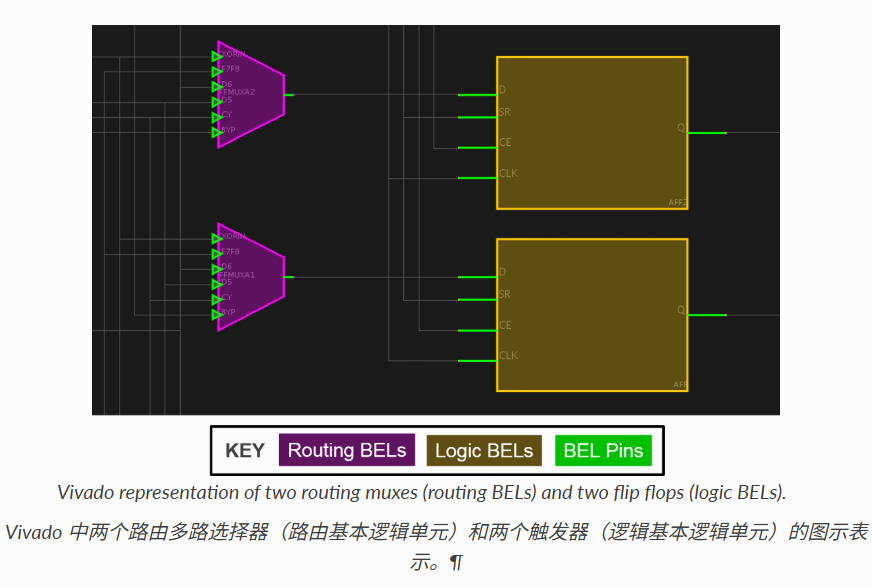 XORIN
F7F8
D6
FFMUXA2
D5
CY
BYP
D
SR
CE
CLK
Q
AFF2
XORIN
F7F8
D6
FFMUXA1
D5
CY
BYP
D
SR
CE
CLK
Q
AFF
KEY Routing BELs Logic BELs BEL Pins
Vivado representation of two routing muxes (routing BELs) and two flip flops (logic BELs).
Vivado 中两个路由多路选择器（路由基本逻辑单元）和两个触发器（逻辑基本逻辑单元）的图示表
示。¶